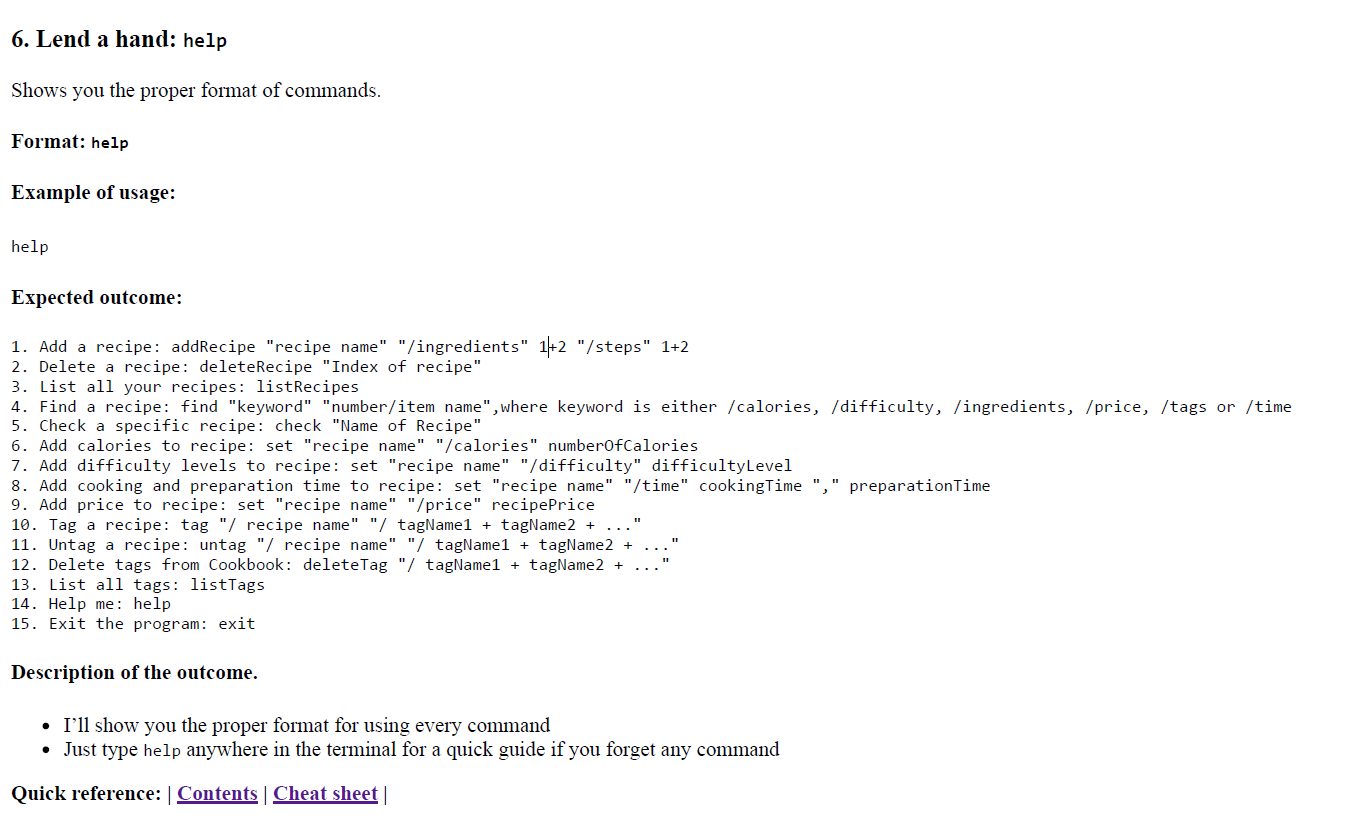 6. Lend a hand: help
Shows you the proper format of commands.
Format: help
Example of usage:
help
Expected outcome:
1. Add a recipe: addRecipe "recipe name" "/ingredients" 1+2 "/steps" 1+2
2. Delete a recipe: deleteRecipe "Index of recipe"
3. List all your recipes: listRecipes
4. Find a recipe: find "keyword" "number/item name",where keyword is either /calories, /difficulty, /ingredients, /price, /tags or /time
5. Check a specific recipe: check "Name of Recipe"
6. Add calories to recipe: set "recipe name" "/calories" numberOfCalories
7. Add difficulty levels to recipe: set "recipe name" "/difficulty" difficultyLevel
8. Add cooking and preparation time to recipe: set "recipe name" "/time" cookingTime "," preparationTime
9. Add price to recipe: set "recipe name" "/price" recipePrice
10. Tag a recipe: tag "/ recipe name" "/ tagName1 + tagName2 + ..."
11. Untag a recipe: untag "/ recipe name" "/ tagName1 + tagName2 + ..."
12. Delete tags from Cookbook: deleteTag "/ tagName1 + tagName2 + ..."
13. List all tags: listTags
14. Help me: help
15. Exit the program: exit
Description of the outcome.
• I’ll show you the proper format for using every command
• Just type help anywhere in the terminal for a quick guide if you forget any command
Quick reference: | Contents | Cheat sheet |